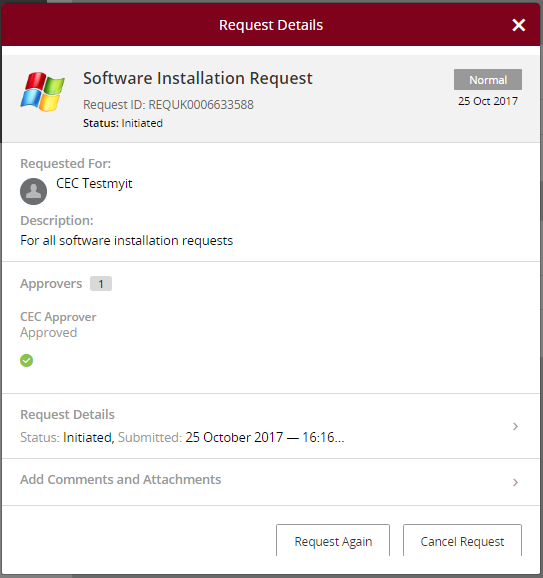 Request Details
Software Installation Request
Normal
Request ID: REQUK0006633588
25 Oct 2017
Status: Initiated
Requested For:
CEC Testmyit
Description:
For all software installation requests
Approvers 1
CEC Approver
Approved
Request Details
Status: Initiated, Submitted: 25 October 2017 — 16:16...
Add Comments and Attachments
Request Again
Cancel Request